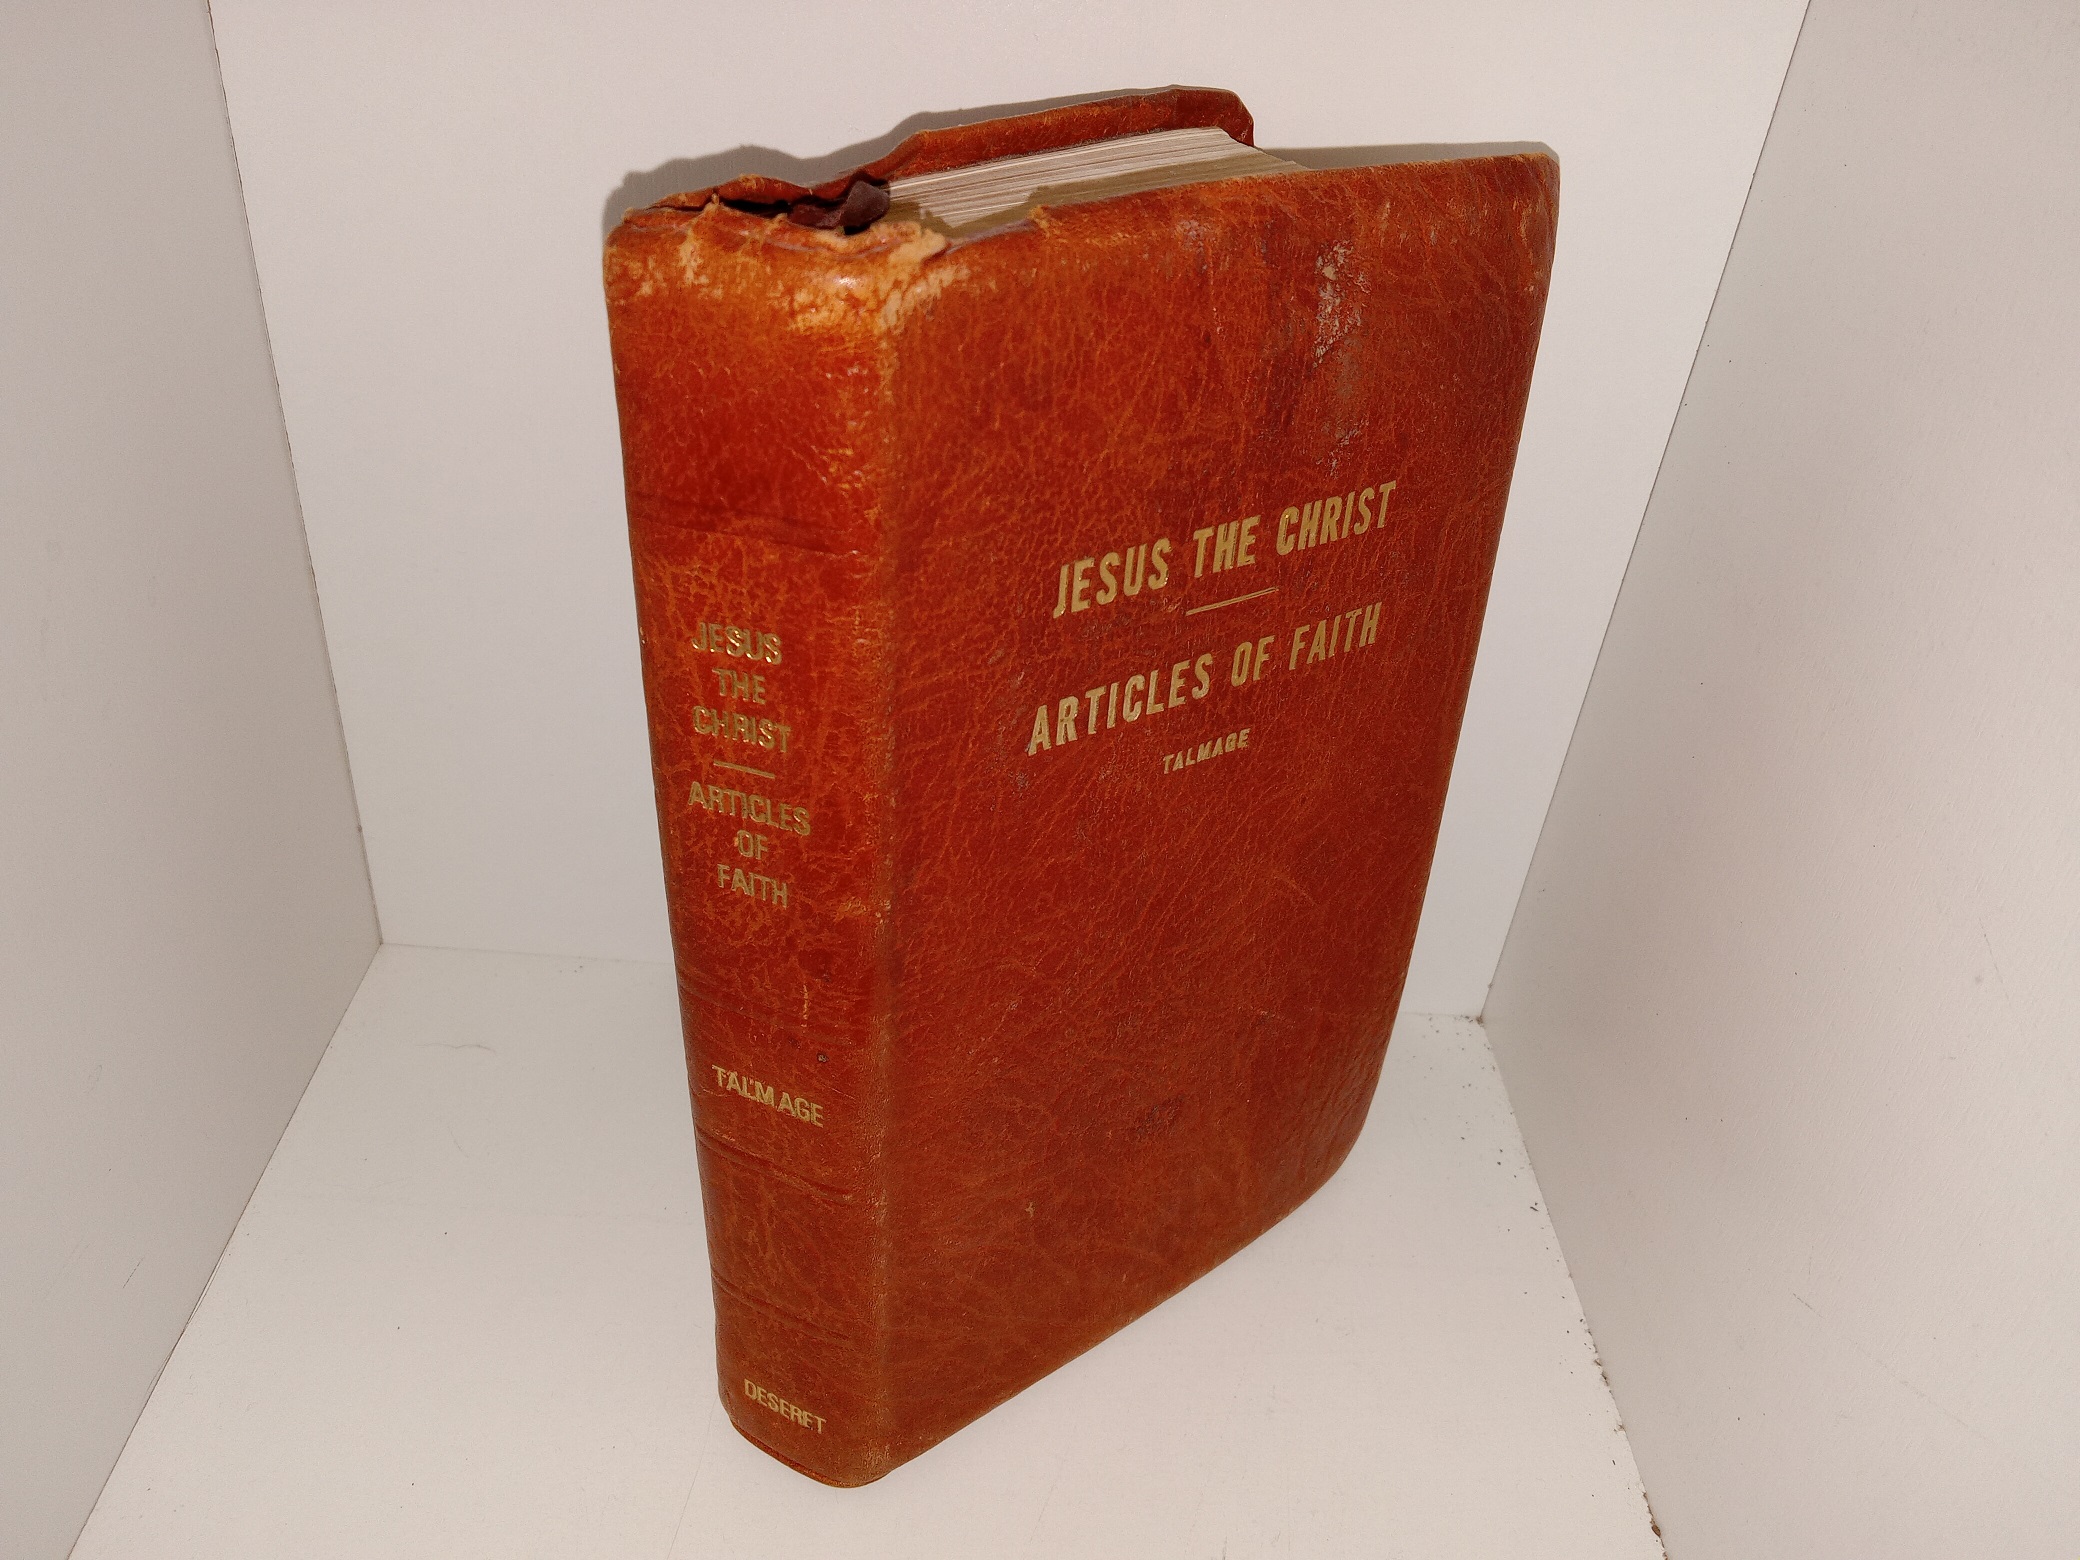 JESUS
THE
CHRIST
ARTICLES
OF
FAITH
TALMAGE
DESERET
JESUS THE CHRIST
ARTICLES OF FAITH
TALMAGE